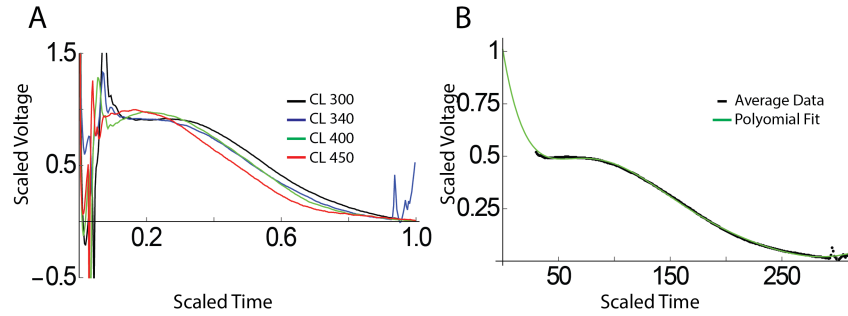 A
1.5
0.5
−0.5
0.2
0.6
1.0
Scaled Voltage
Scaled Time
CL 300
CL 340
CL 400
CL 450
B
1
0.75
0.5
0.25
50
150
250
Scaled Voltage
Scaled Time
Average Data
Polyomial Fit